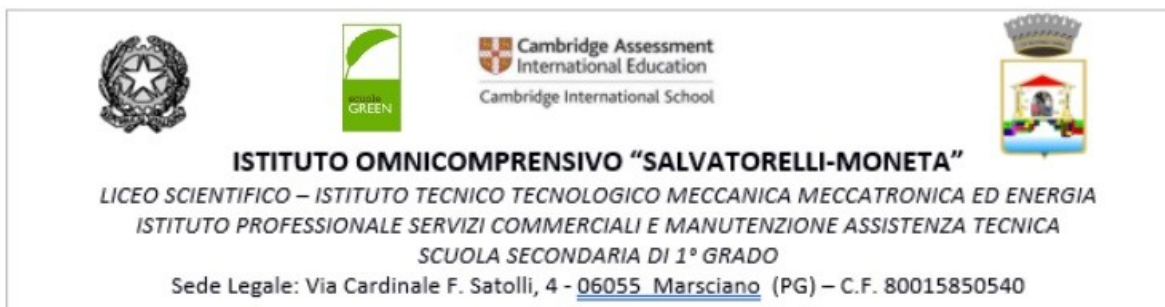 scuola
GREEN
Cambridge Assessment
International Education
Cambridge International School
ISTITUTO OMNICOMPRENSIVO “SALVATORELLI-MONETA”
LICEO SCIENTIFICO – ISTITUTO TECNICO TECNOLOGICO MECCANICA MECCATRONICA ED ENERGIA
ISTITUTO PROFESSIONALE SERVIZI COMMERCIALI E MANUTENZIONE ASSISTENZA TECNICA
SCUOLA SECONDARIA DI 1° GRADO
Sede Legale: Via Cardinale F. Satolli, 4 - 06055 Marsciano (PG) – C.F. 80015850540